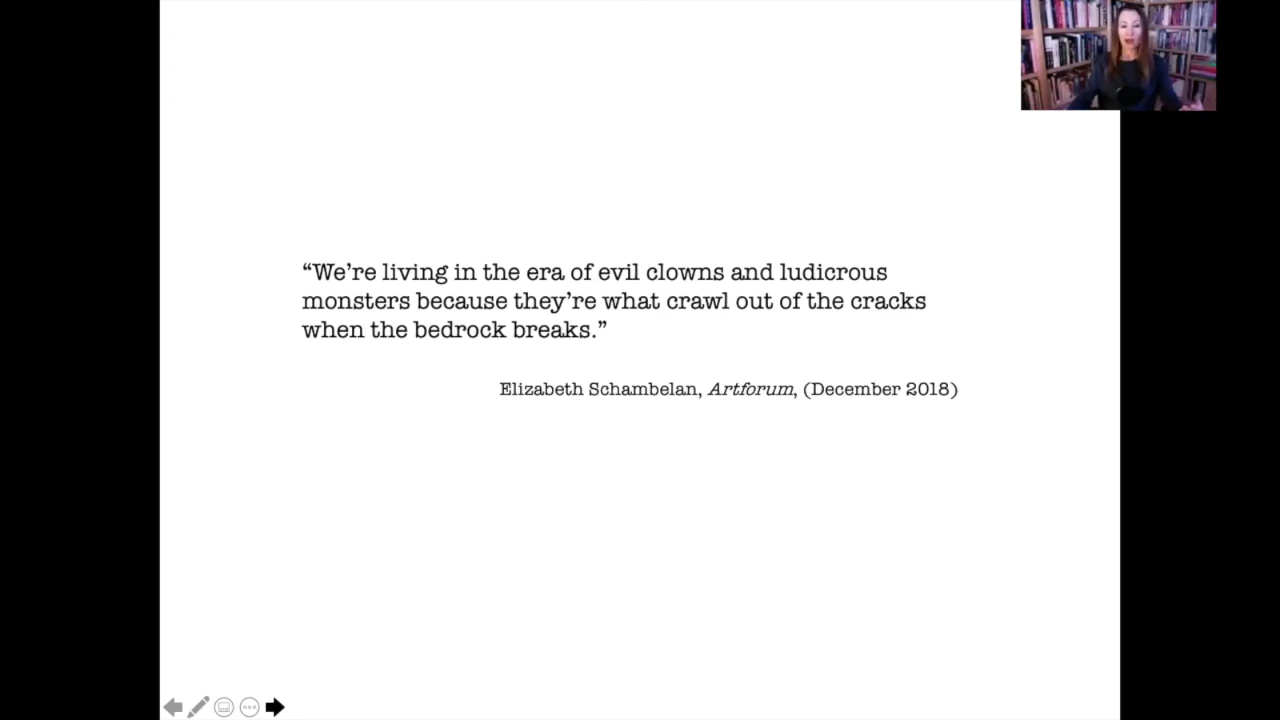 “We’re living in the era of evil clowns and ludicrous
monsters because they’re what crawl out of the cracks
when the bedrock breaks.”
Elizabeth Schambelan, Artforum, (December 2018)